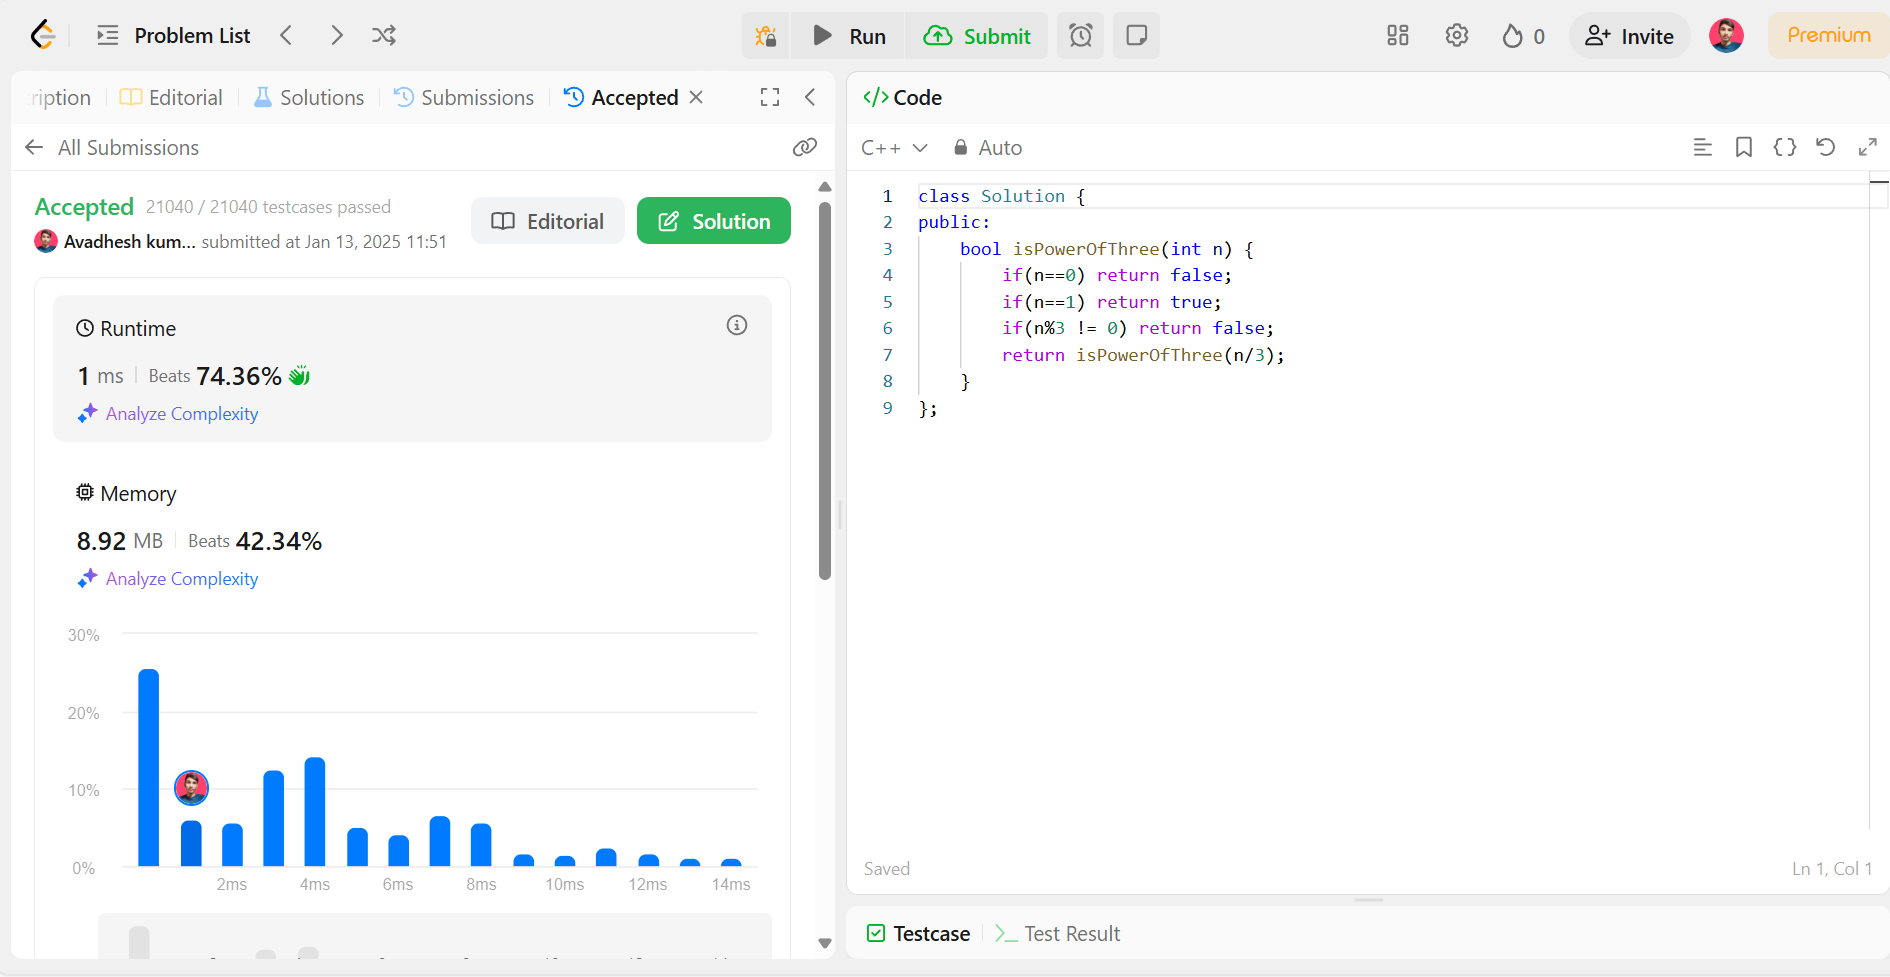 Problem List
Run
Submit
0
Invite
Premium
ription
Editorial
Solutions
Submissions
Accepted
All Submissions
Accepted 21040 / 21040 testcases passed
Avadhesh kum... submitted at Jan 13, 2025 11:51
Editorial
Solution
Runtime
1 ms Beats 74.36%
Analyze Complexity
Memory
8.92 MB Beats 42.34%
Analyze Complexity
30%
20%
10%
0%
2ms 4ms 6ms 8ms 10ms 12ms 14ms
</> Code
C++ Auto
1 class Solution {
2 public:
3     bool isPowerOfThree(int n) {
4         if(n==0) return false;
5         if(n==1) return true;
6         if(n%3 != 0) return false;
7         return isPowerOfThree(n/3);
8     }
9 };
Saved
Ln 1, Col 1
Testcase
Test Result